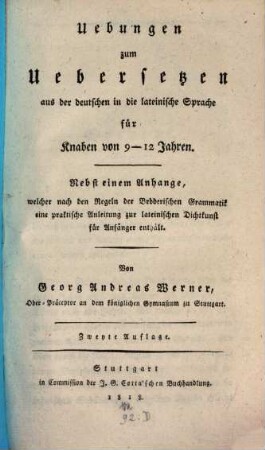 Uebungen
zum
Uebersetzen
aus der deutschen in die lateinische Sprache
für
Knaben von 9—12 Jahren.
Nebst einem Anhange,
welcher nach den Regeln der Bröderischen Grammatik
eine praktische Anleitung zur lateinischen Dichtkunst
für Anfänger enthält.
Von
Georg Andreas Werner,
Ober-Präceptor an dem königlichen Gymnasium zu Stuttgart.
Zweyte Auflage.
Stuttgart
in Commission der J. G. Cotta'schen Buchhandlung.
92. D